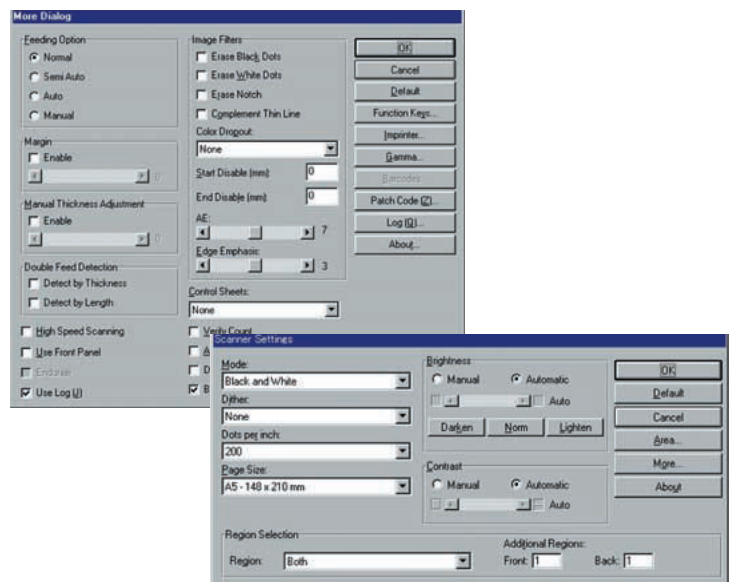 More Dialog
Feeding Option
Normal
Semi Auto
Auto
Manual
Margin
Enable
0
Manual Thickness Adjustment
Enable
0
Double Feed Detection
Detect by Thickness
Detect by Length
High Speed Scanning
Use Front Panel
Endorser
Use Log (J)
Image Filters
Erase Black Dots
Erase White Dots
Erase Notch
Complement Thin Line
Color Dropout:
None
Start Disable (mm): 0
End Disable (mm): 0
AE:
7
Edge Emphasis:
3
Control Sheets:
None
Verify Count
A
D
B
OK
Cancel
Default
Function Keys...
Imprinter...
Gamma...
Barcodes
Patch Code (Z)...
Log (Q)...
About...
Scanner Settings
Mode:
Black and White
Dither:
None
Dots per inch:
200
Page Size:
A5 - 148 x 210 mm
Brightness
Manual Automatic
Auto
Darken Norm Lighten
Contrast
Manual Automatic
Auto
OK
Default
Cancel
Area...
More...
About
Region Selection
Region: Both
Additional Regions:
Front: 1 Back: 1